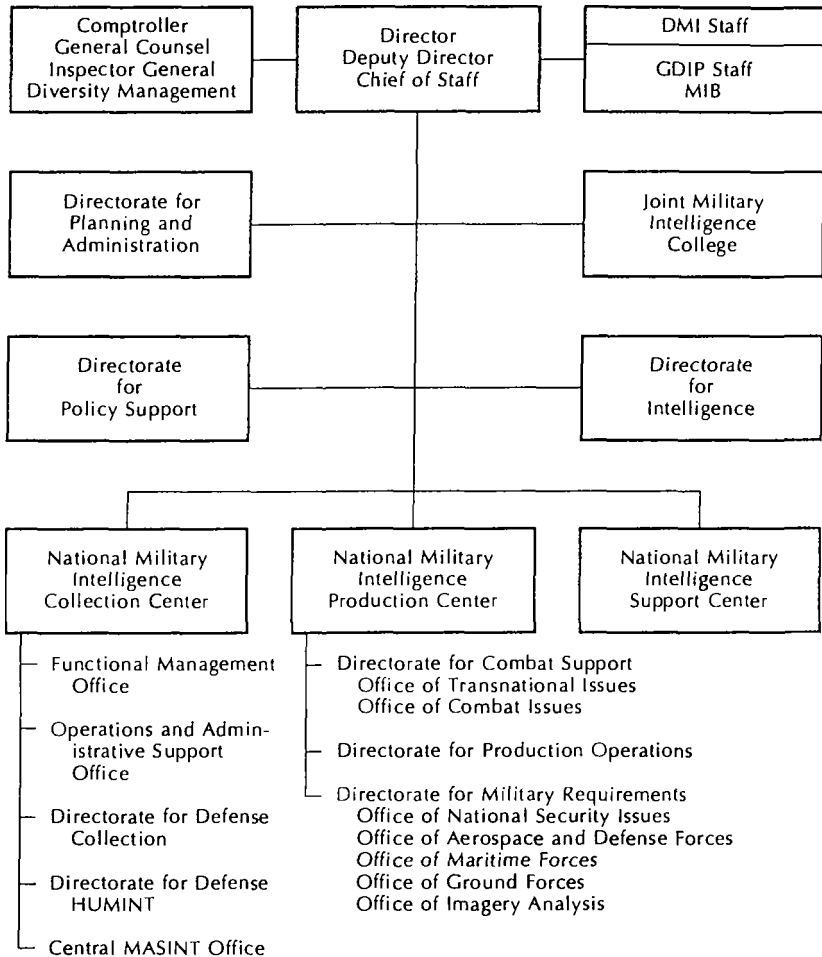 Comptroller
General Counsel
Inspector General
Diversity Management
Director
Deputy Director
Chief of Staff
DMI Staff
GDIP Staff
MIB
Directorate for
Planning and
Administration
Joint Military
Intelligence
College
Directorate
for
Policy Support
Directorate
for
Intelligence
National Military
Intelligence
Collection Center
National Military
Intelligence
Production Center
National Military
Intelligence
Support Center
Functional Management
Office
Operations and Admin-
istrative Support
Office
Directorate for Defense
Collection
Directorate for Defense
HUMINT
Central MASINT Office
Directorate for Combat Support
Office of Transnational Issues
Office of Combat Issues
Directorate for Production Operations
Directorate for Military Requirements
Office of National Security Issues
Office of Aerospace and Defense Forces
Office of Maritime Forces
Office of Ground Forces
Office of Imagery Analysis